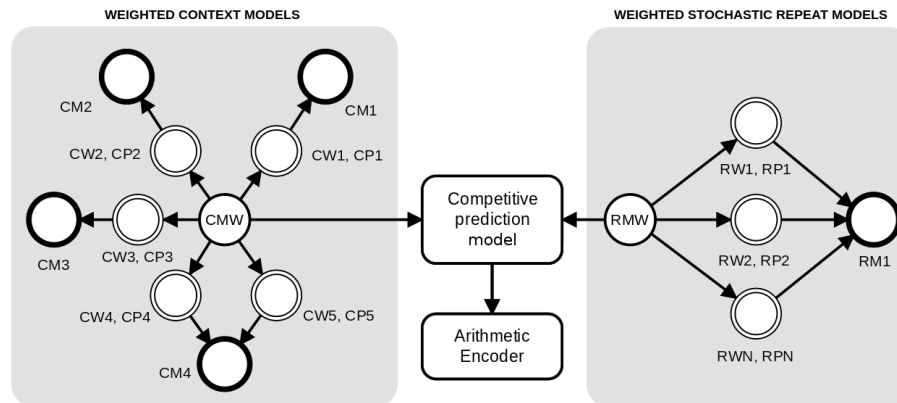 WEIGHTED CONTEXT MODELS
WEIGHTED STOCHASTIC REPEAT MODELS
CM2
CM1
CW2, CP2
CW1, CP1
RW1, RP1
Competitive
prediction
model
CMW
RMW
CM3
CW3, CP3
RW2, RP2
RM1
CW4, CP4
CW5, CP5
Arithmetic
Encoder
RWN, RPN
CM4